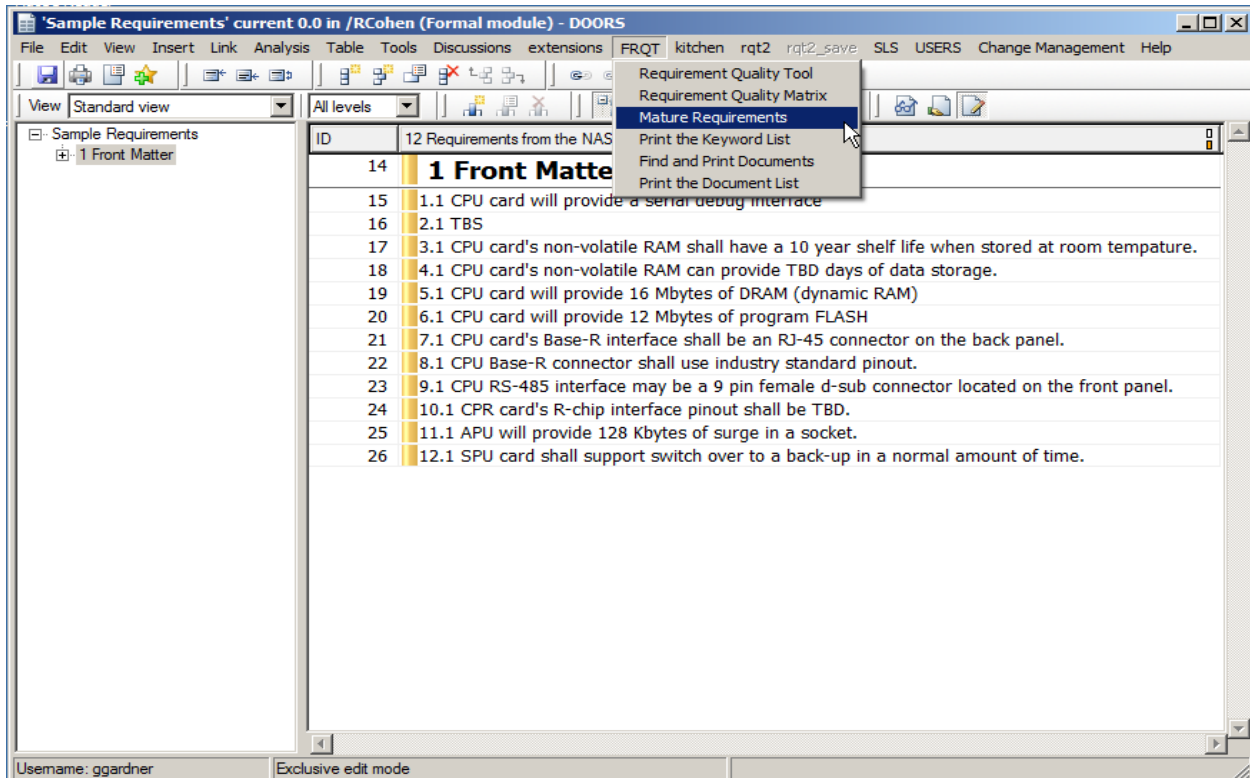 'Sample Requirements' current 0.0 in /RCohen (Formal module) - DOORS
File Edit View Insert Link Analysis Table Tools Discussions extensions FRQT kitchen rqt2 rqt2_save SLS USERS Change Management Help
Requirement Quality Tool
Requirement Quality Matrix
Mature Requirements
Print the Keyword List
Find and Print Documents
Print the Document List
View Standard view All levels
Sample Requirements
1 Front Matter
ID 12 Requirements from the NAS
14 1 Front Matte
15 1.1 CPU card will provide a serial debug interface
16 2.1 TBS
17 3.1 CPU card's non-volatile RAM shall have a 10 year shelf life when stored at room tempature.
18 4.1 CPU card's non-volatile RAM can provide TBD days of data storage.
19 5.1 CPU card will provide 16 Mbytes of DRAM (dynamic RAM)
20 6.1 CPU card will provide 12 Mbytes of program FLASH
21 7.1 CPU card's Base-R interface shall be an RJ-45 connector on the back panel.
22 8.1 CPU Base-R connector shall use industry standard pinout.
23 9.1 CPU RS-485 interface may be a 9 pin female d-sub connector located on the front panel.
24 10.1 CPR card's R-chip interface pinout shall be TBD.
25 11.1 APU will provide 128 Kbytes of surge in a socket.
26 12.1 SPU card shall support switch over to a back-up in a normal amount of time.
Username: ggardner Exclusive edit mode